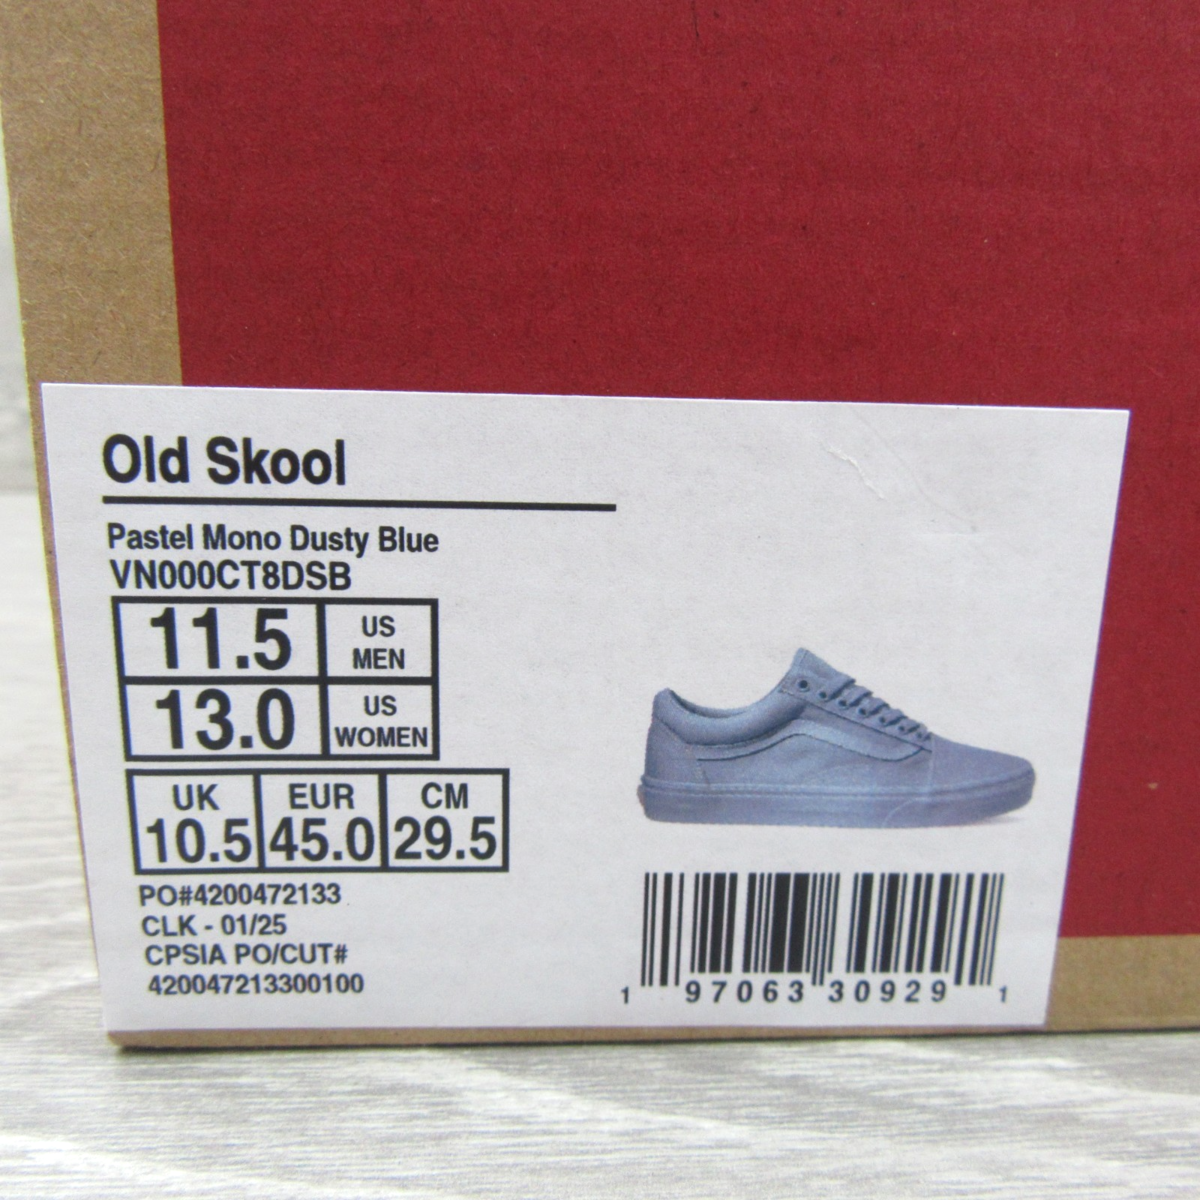 Old Skool
Pastel Mono Dusty Blue
VN000CT8DSB
11.5 US MEN
13.0 US WOMEN
UK EUR CM
10.5 45.0 29.5
PO#4200472133
CLK - 01/25
CPSIA PO/CUT#
420047213300100
1 97063 30929 1